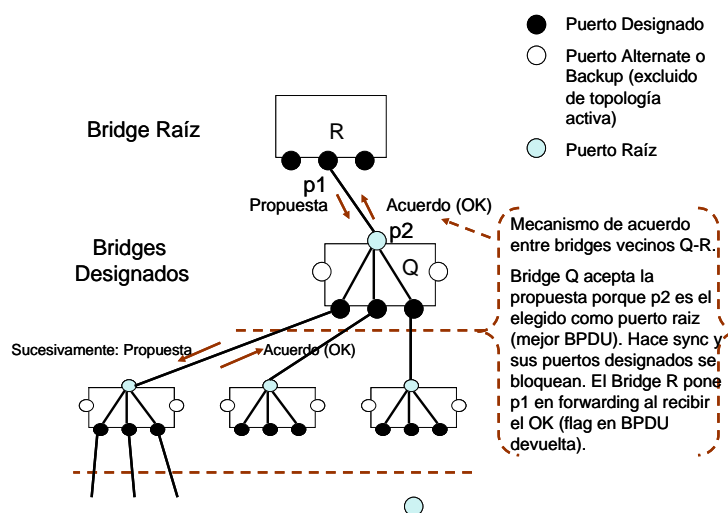 Puerto Designado
Puerto Alternate o
Backup (excluido
de topología
activa)
Puerto Raíz
Bridge Raíz
R
p1
Propuesta
Acuerdo (OK)
p2
Bridges
Designados
Q
Mecanismo de acuerdo
entre bridges vecinos Q-R.
Bridge Q acepta la
propuesta porque p2 es el
elegido como puerto raiz
(mejor BPDU). Hace sync y
sus puertos designados se
bloquean. El Bridge R pone
p1 en forwarding al recibir
el OK (flag en BPDU
devuelta).
Sucesivamente: Propuesta
Acuerdo (OK)